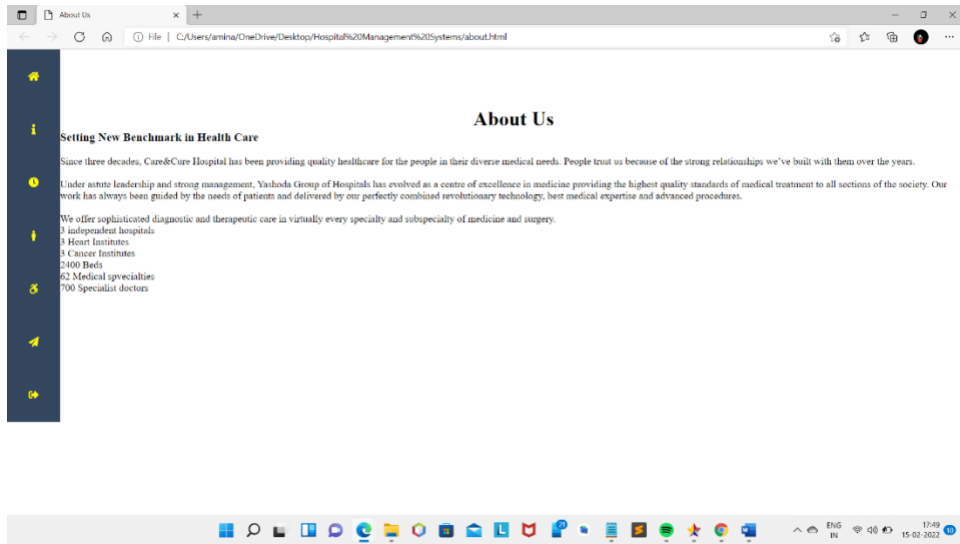 About Us
File | C:/Users/amina/OneDrive/Desktop/Hospital%20Management%20Systems/about.html
About Us
Setting New Benchmark in Health Care
Since three decades, Care&Cure Hospital has been providing quality healthcare for the people in their diverse medical needs. People trust us because of the strong relationships we've built with them over the years.
Under astute leadership and strong management, Yashoda Group of Hospitals has evolved as a centre of excellence in medicine providing the highest quality standards of medical treatment to all sections of the society. Our
work has always been guided by the needs of patients and delivered by our perfectly combined revolutionary technology, best medical expertise and advanced procedures.
We offer sophisticated diagnostic and therapeutic care in virtually every specialty and subspecialty of medicine and surgery.
3 independent hospitals
3 Heart Institutes
3 Cancer Institutes
2400 Beds
62 Medical spvecialties
700 Specialist doctors
ENG
IN
17:49
15-02-2022
10